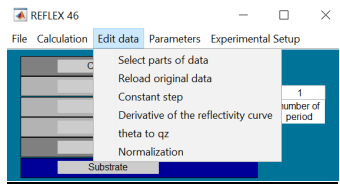 REFLEX 46
File Calculation Edit data Parameters Experimental Setup
Select parts of data
Reload original data
Constant step
Derivative of the reflectivity curve
theta to qz
Normalization
1
number of
period
Substrate